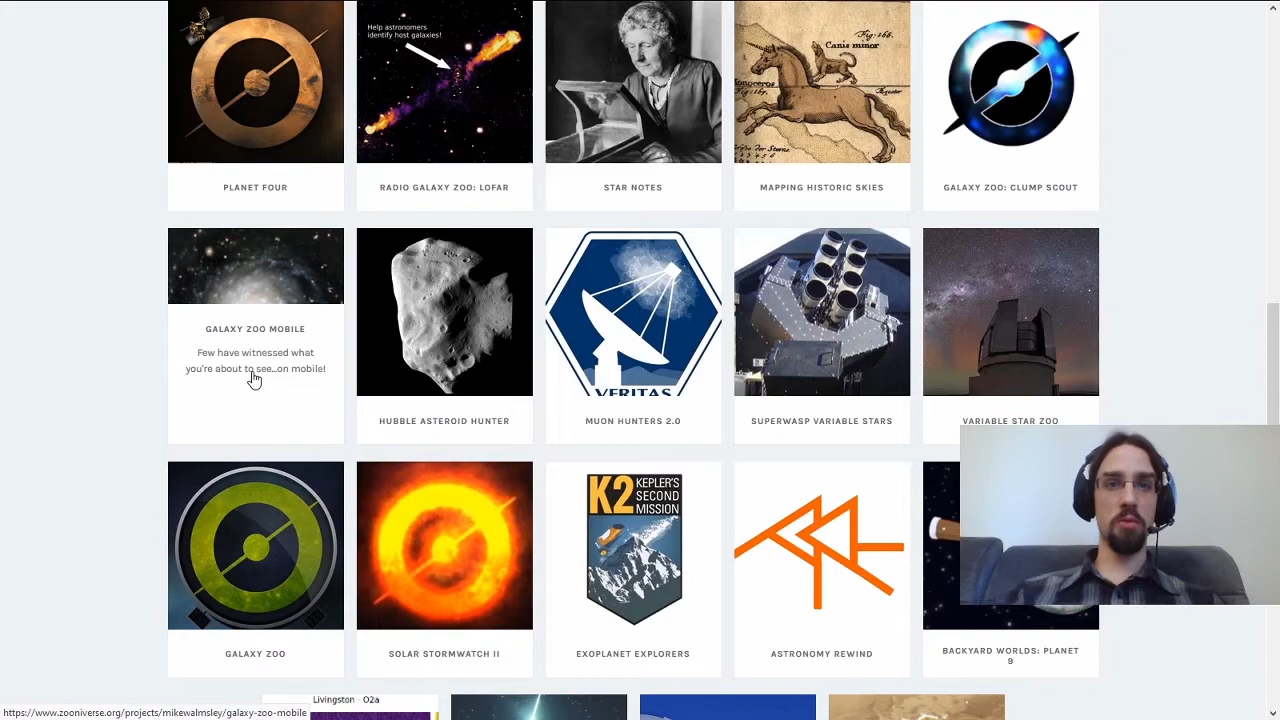 Help astronomers
identify host galaxies!
Fig: 166.
Canis minor
Monoceros
PLANET FOUR
RADIO GALAXY ZOO: LOFAR
STAR NOTES
MAPPING HISTORIC SKIES
GALAXY ZOO: CLUMP SCOUT
GALAXY ZOO MOBILE
Few have witnessed what
you're about to see...on mobile!
VERITAS
HUBBLE ASTEROID HUNTER
MUON HUNTERS 2.0
SUPERWASP VARIABLE STARS
VARIABLE STAR ZOO
K2 KEPLER'S
SECOND
MISSION
GALAXY ZOO
SOLAR STORMWATCH II
EXOPLANET EXPLORERS
ASTRONOMY REWIND
BACKYARD WORLDS: PLANET
9
Livingston - O2a
https://www.zooniverse.org/projects/mikewalmsley/galaxy-zoo-mobile